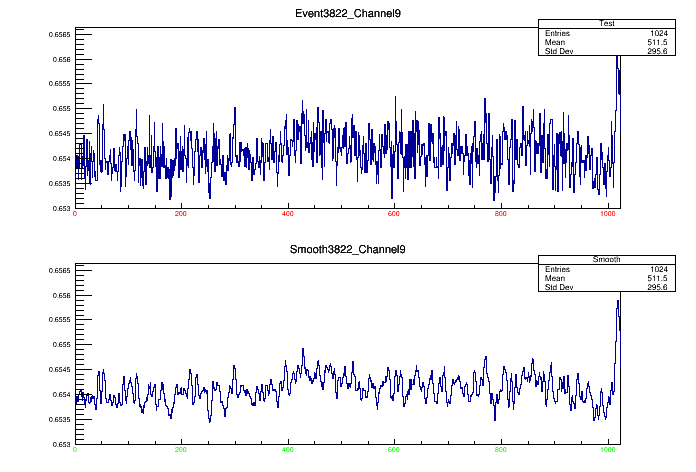 Event3822_Channel9
Test
Entries 1024
Mean 511.5
Std Dev 295.6
0.6565
0.656
0.6555
0.655
0.6545
0.654
0.6535
0.653
0 200 400 600 800 1000
Smooth3822_Channel9
Smooth
Entries 1024
Mean 511.5
Std Dev 295.6
0.6565
0.656
0.6555
0.655
0.6545
0.654
0.6535
0.653
0 200 400 600 800 1000